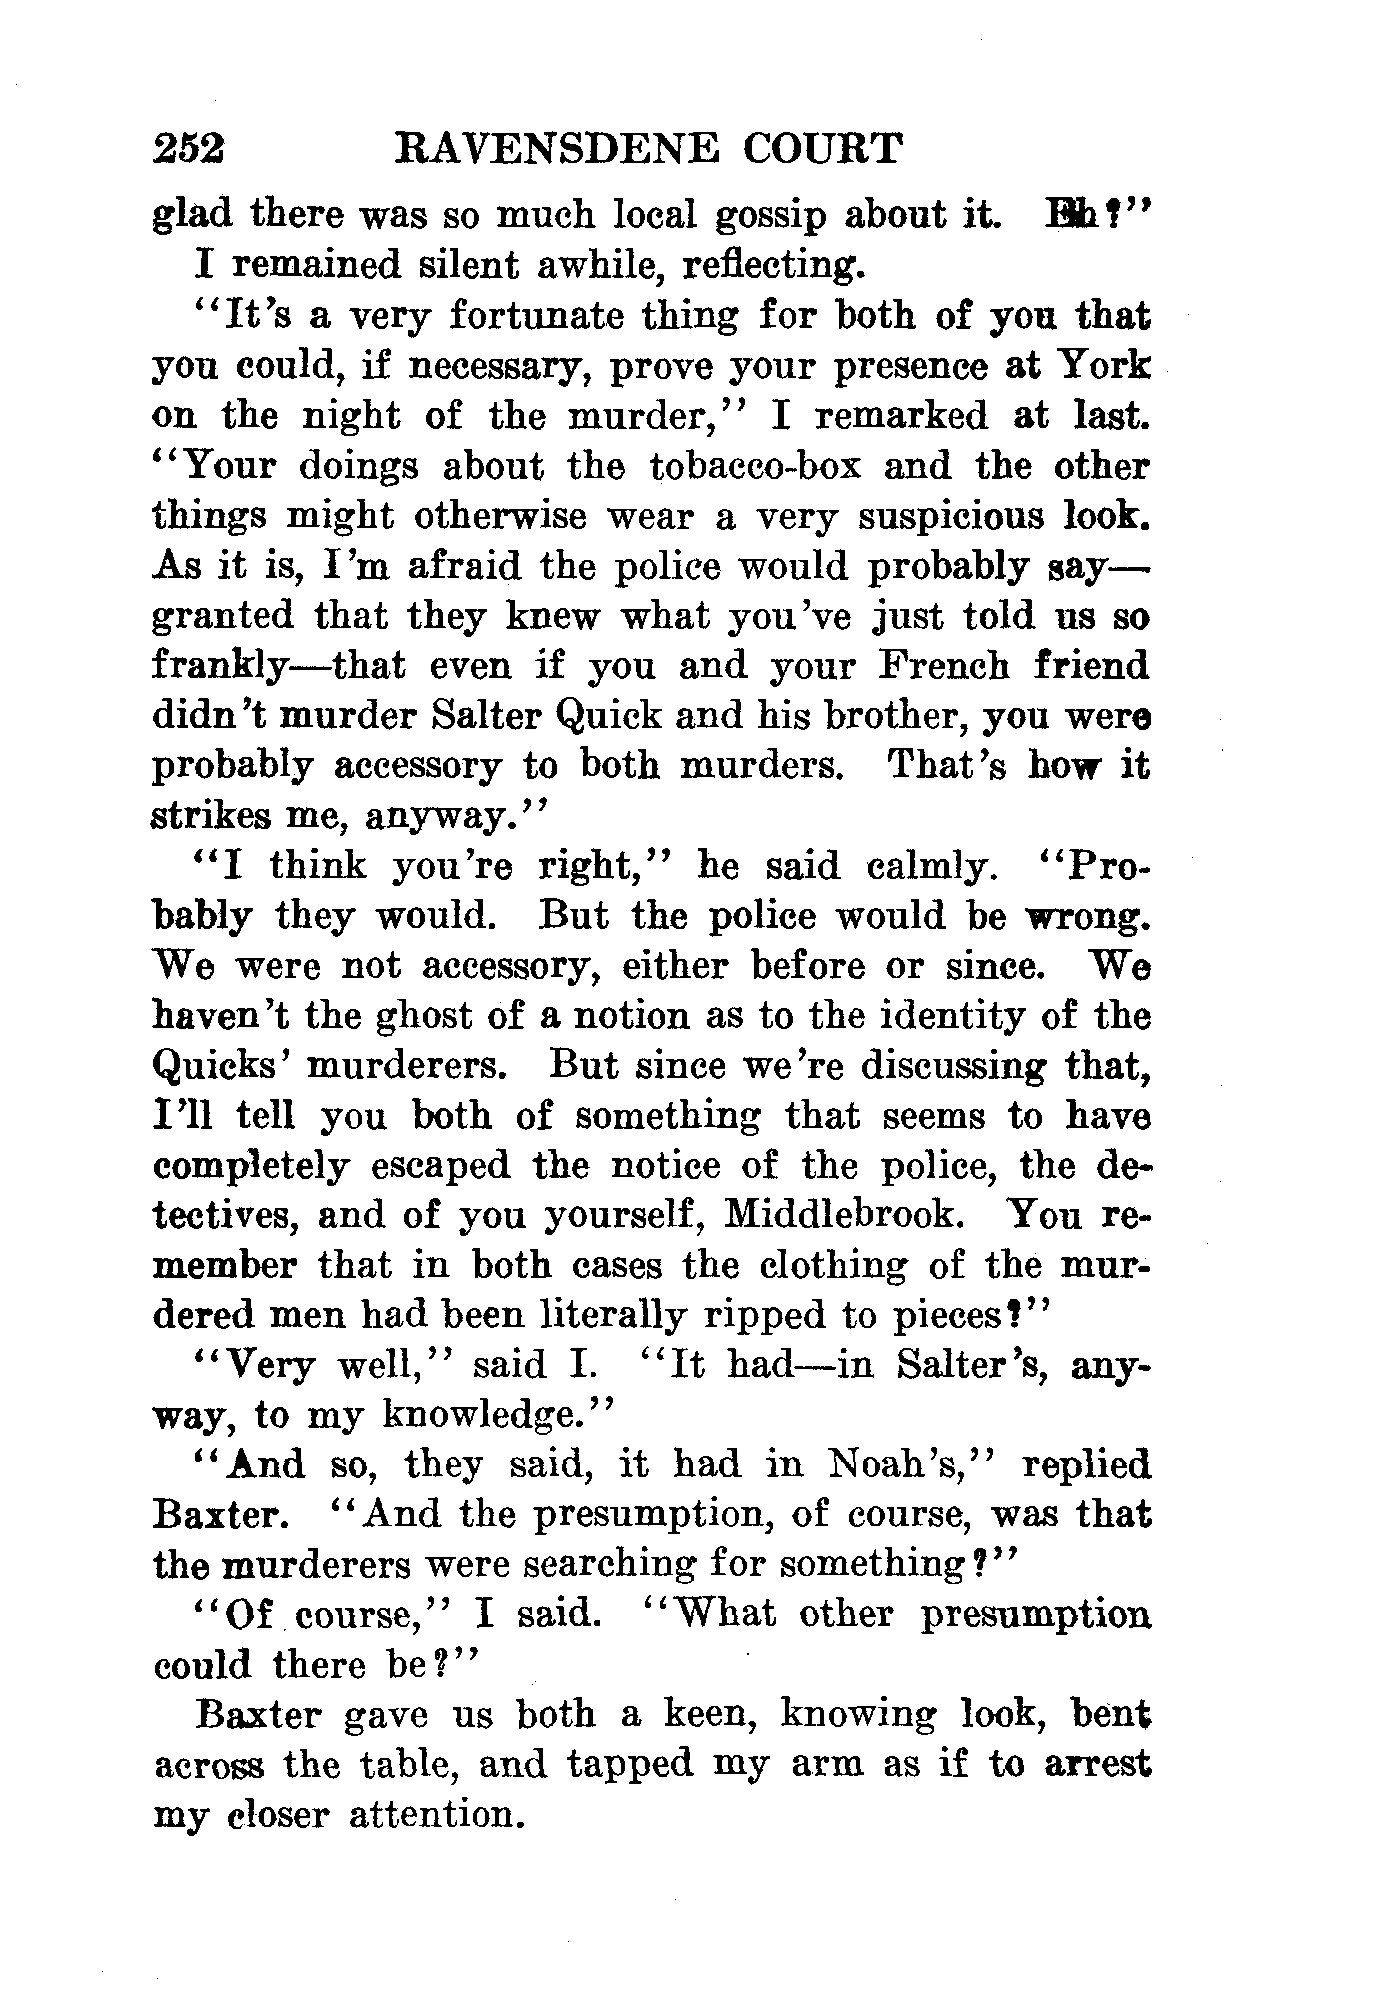 252 RAVENSDENE COURT
glad there was so much local gossip about it. Eh?"
I remained silent awhile, reflecting.
"It's a very fortunate thing for both of you that
you could, if necessary, prove your presence at York
on the night of the murder," I remarked at last.
"Your doings about the tobacco-box and the other
things might otherwise wear a very suspicious look.
As it is, I'm afraid the police would probably say—
granted that they knew what you've just told us so
frankly—that even if you and your French friend
didn't murder Salter Quick and his brother, you were
probably accessory to both murders. That's how it
strikes me, anyway."
"I think you're right," he said calmly. "Pro-
bably they would. But the police would be wrong.
We were not accessory, either before or since. We
haven't the ghost of a notion as to the identity of the
Quicks' murderers. But since we're discussing that,
I'll tell you both of something that seems to have
completely escaped the notice of the police, the de-
tectives, and of you yourself, Middlebrook. You re-
member that in both cases the clothing of the mur-
dered men had been literally ripped to pieces?"
"Very well," said I. "It had—in Salter's, any-
way, to my knowledge."
"And so, they said, it had in Noah's," replied
Baxter. "And the presumption, of course, was that
the murderers were searching for something?"
"Of course," I said. "What other presumption
could there be?"
Baxter gave us both a keen, knowing look, bent
across the table, and tapped my arm as if to arrest
my closer attention.